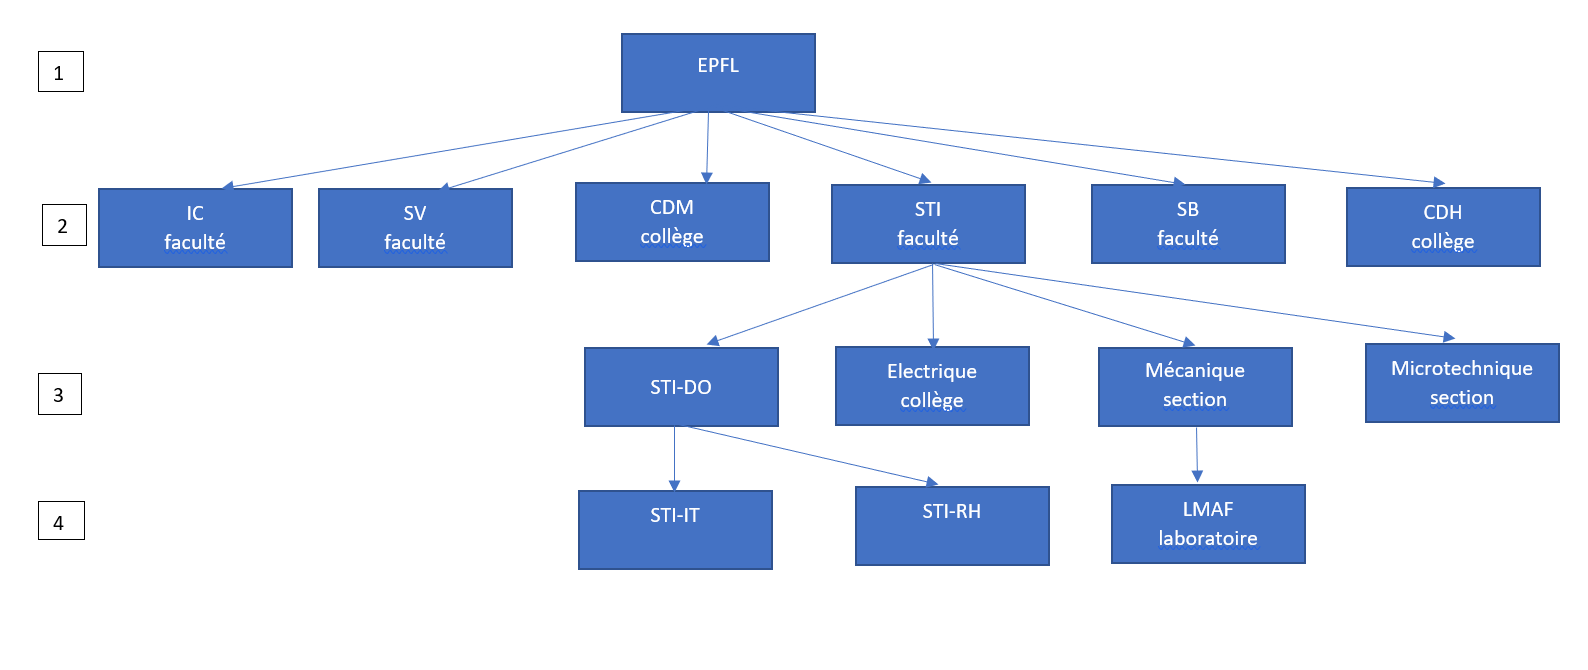 1
EPFL
2
IC
faculté
SV
faculté
CDM
collège
STI
faculté
SB
faculté
CDH
collège
3
STI-DO
Electrique
collège
Mécanique
section
Microtechnique
section
4
STI-IT
STI-RH
LMAF
laboratoire